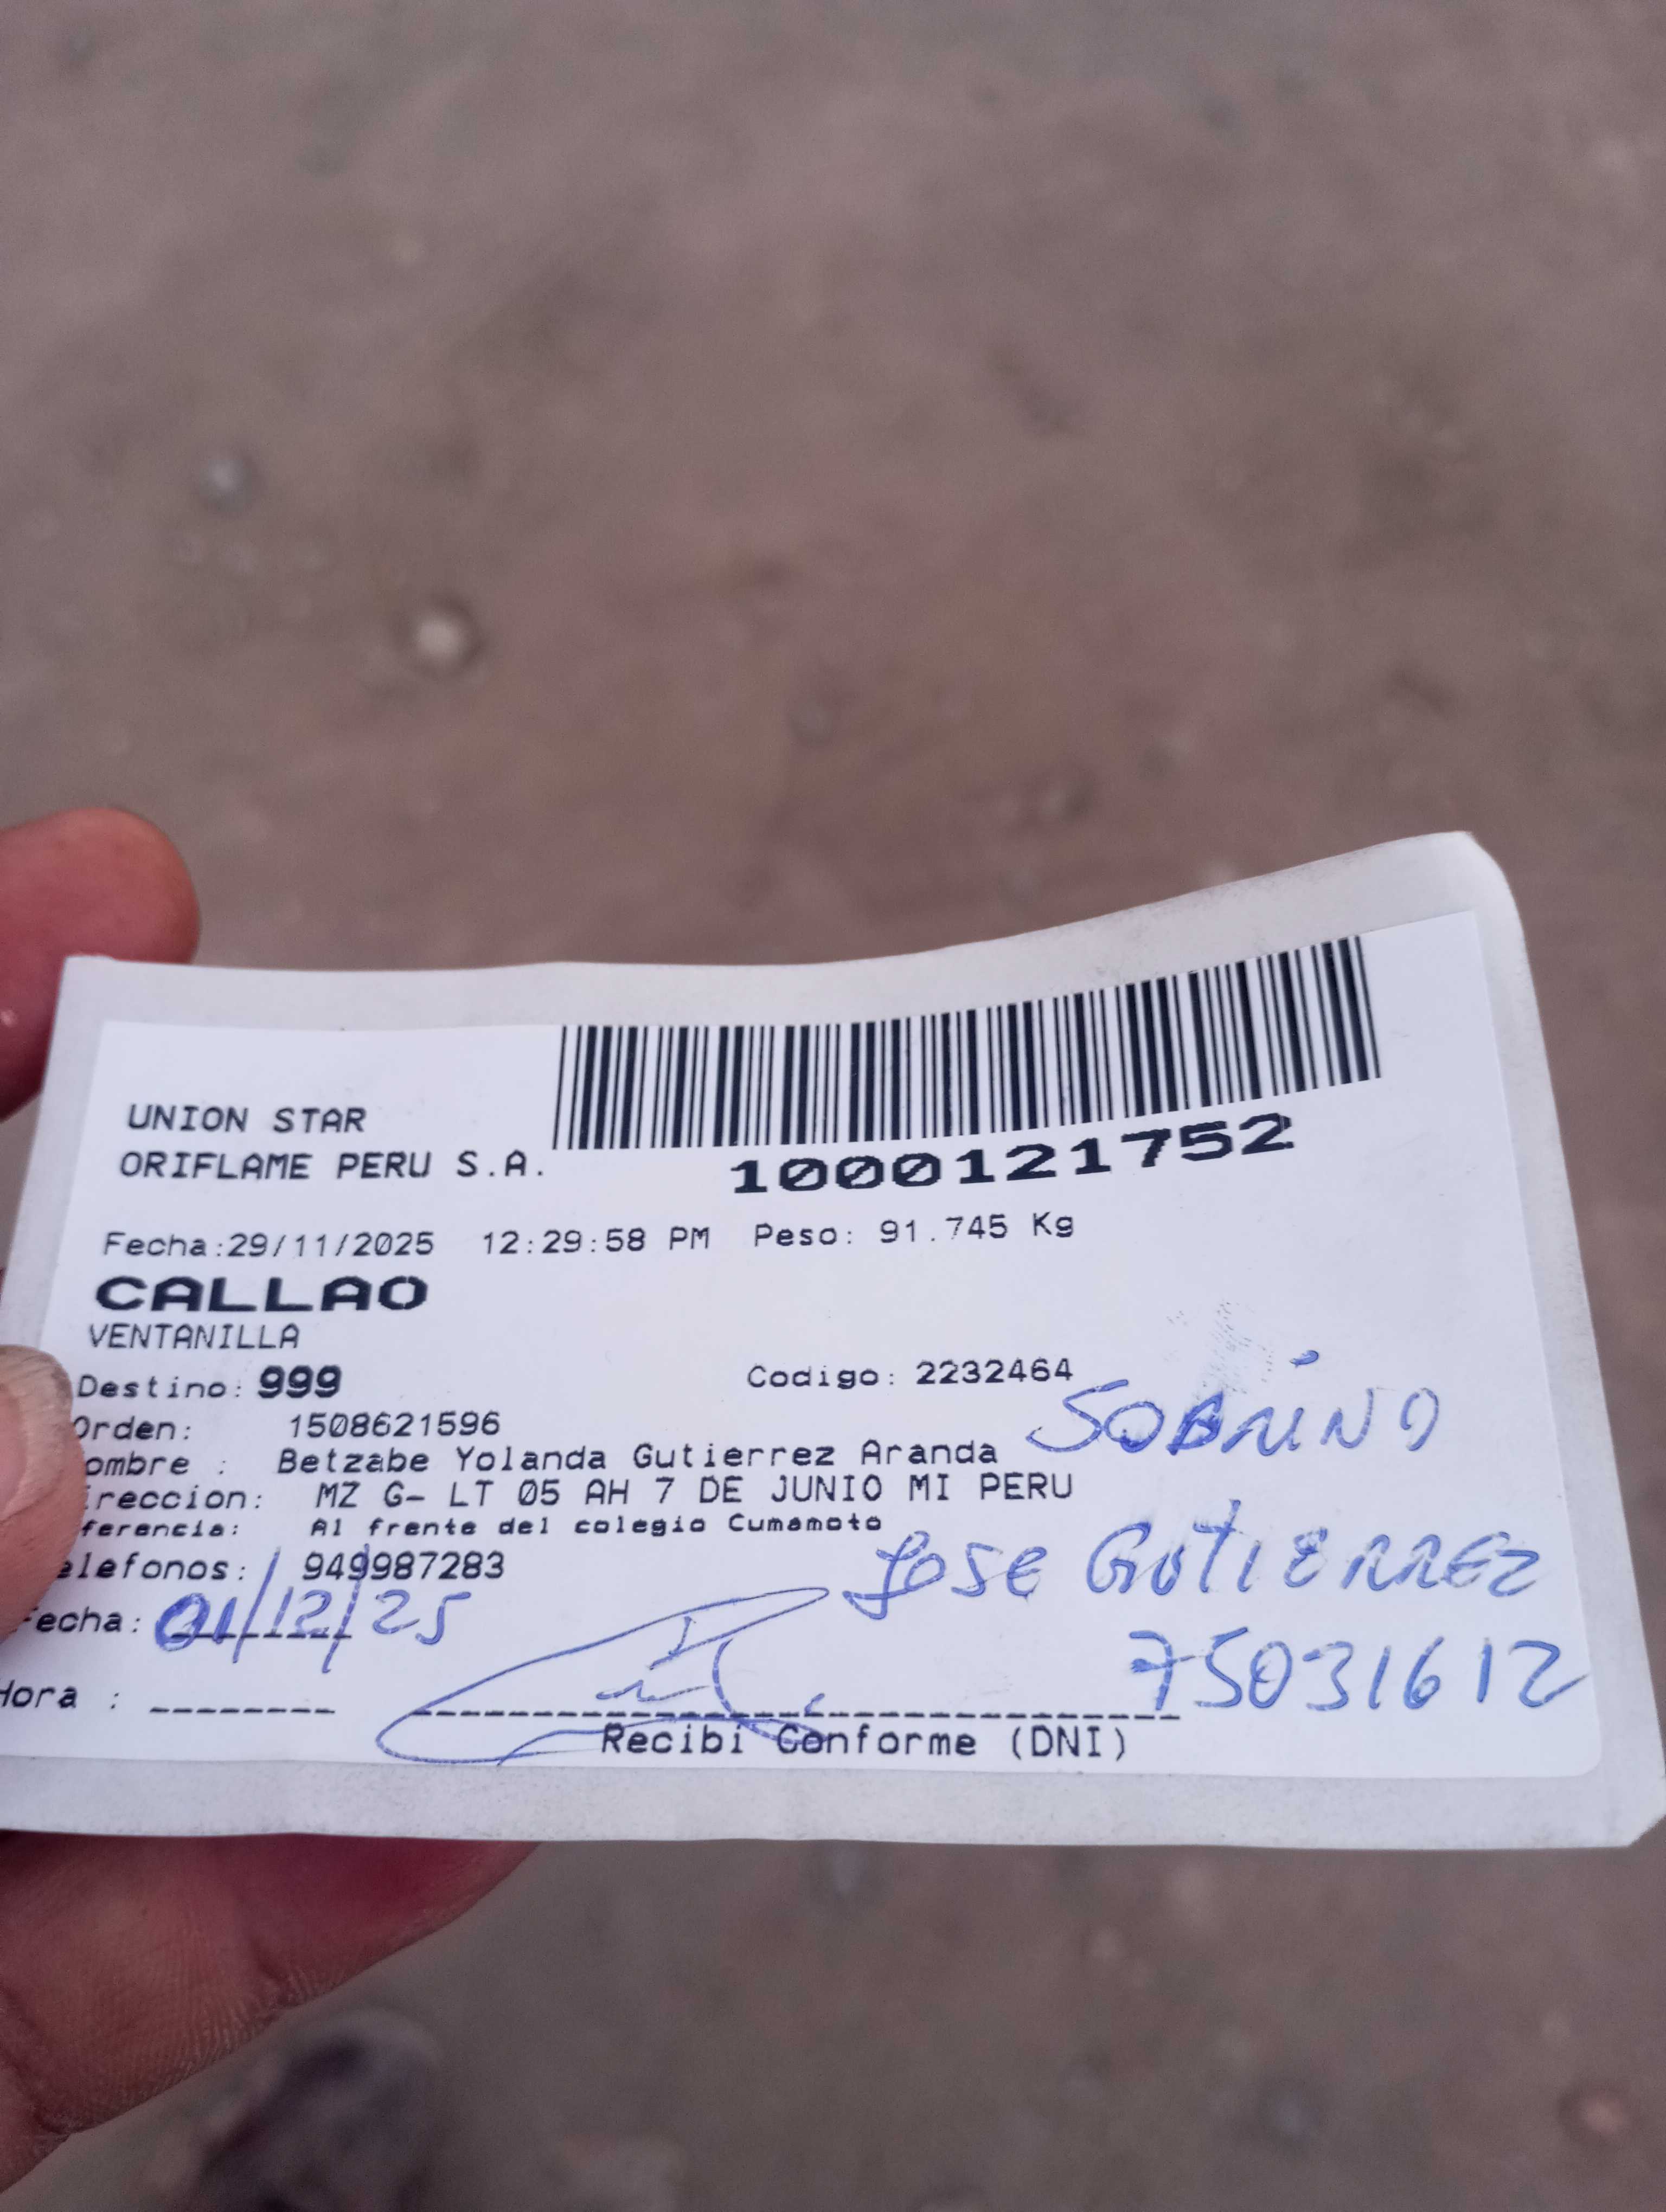 UNION STAR
ORIFLAME PERU S.A.
1000121752
Fecha:29/11/2025 12:29:58 PM Peso: 91.745 Kg
CALLAO
VENTANILLA
Destino: 999 Codigo: 2232464
Orden: 1508621596
ombre : Betzabe Yolanda Gutierrez Aranda
SOBRINO
ireccion: MZ G- LT 05 AH 7 DE JUNIO MI PERU
ferencia: Al frente del colegio Cumamoto
elefonos: 949987283
JOSE GUTIERREZ
Fecha: 01/12/25
75031612
Hora : --------
Recibi Conforme (DNI)